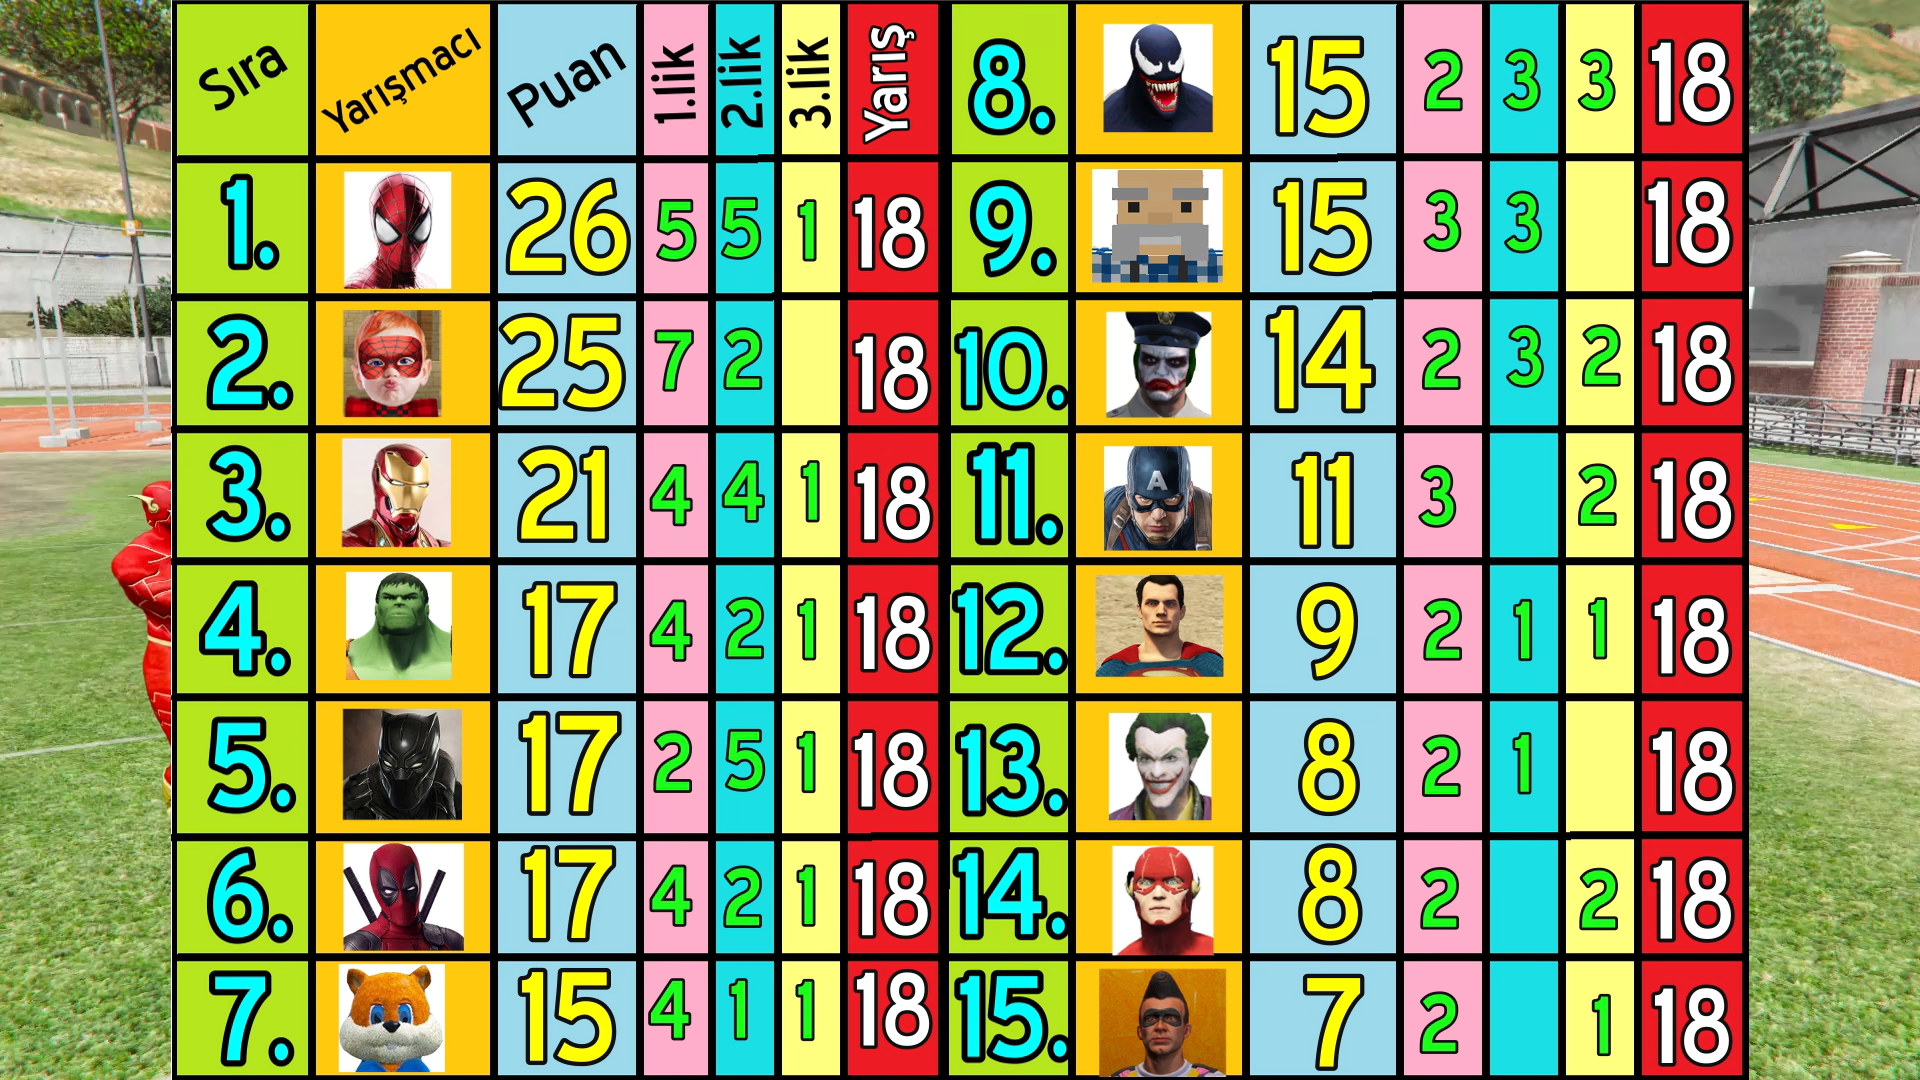 Sıra Yarışmacı Puan 1.lik 2.lik 3.lik Yarış
1. 26 5 5 1 18
2. 25 7 2 18
3. 21 4 4 1 18
4. 17 4 2 1 18
5. 17 2 5 1 18
6. 17 4 2 1 18
7. 15 4 1 1 18
8. 15 2 3 3 18
9. 15 3 3 18
10. 14 2 3 2 18
11. 11 3 2 18
A
12. 9 2 1 1 18
13. 8 2 1 18
14. 8 2 2 18
15. 7 2 1 18